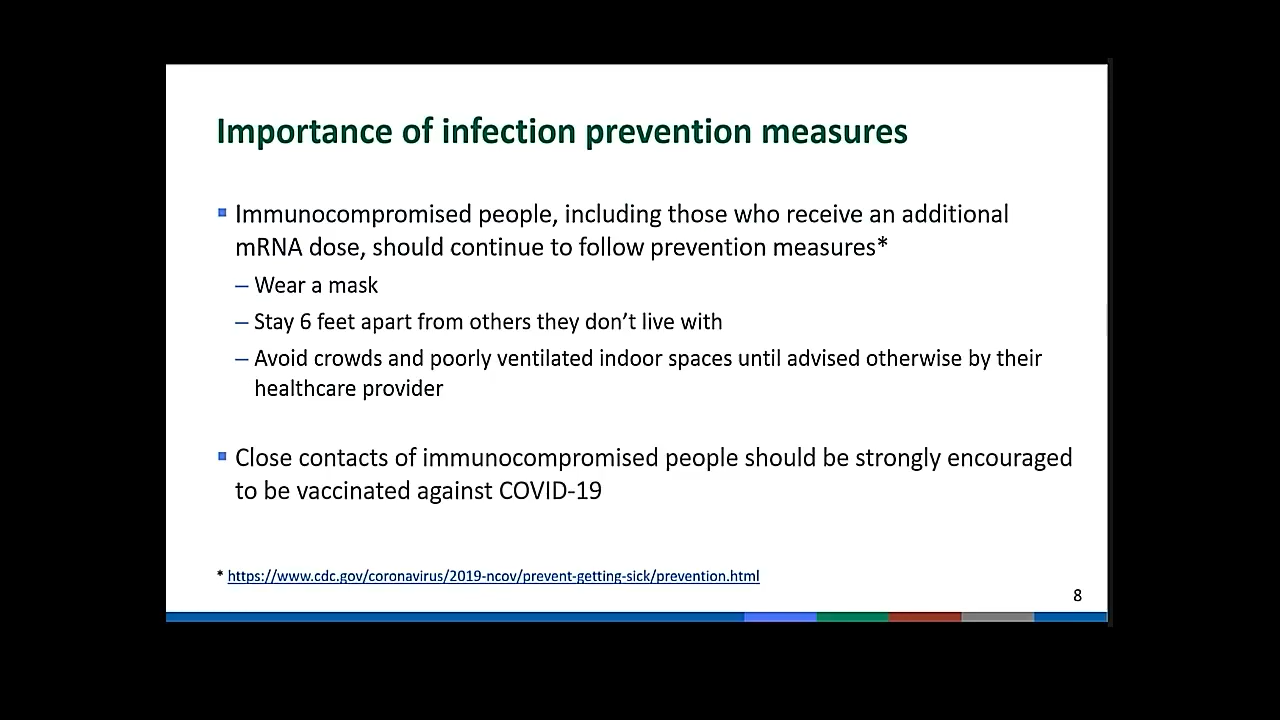 Importance of infection prevention measures
▪ Immunocompromised people, including those who receive an additional
mRNA dose, should continue to follow prevention measures*
– Wear a mask
– Stay 6 feet apart from others they don’t live with
– Avoid crowds and poorly ventilated indoor spaces until advised otherwise by their
healthcare provider
▪ Close contacts of immunocompromised people should be strongly encouraged
to be vaccinated against COVID-19
* https://www.cdc.gov/coronavirus/2019-ncov/prevent-getting-sick/prevention.html
8